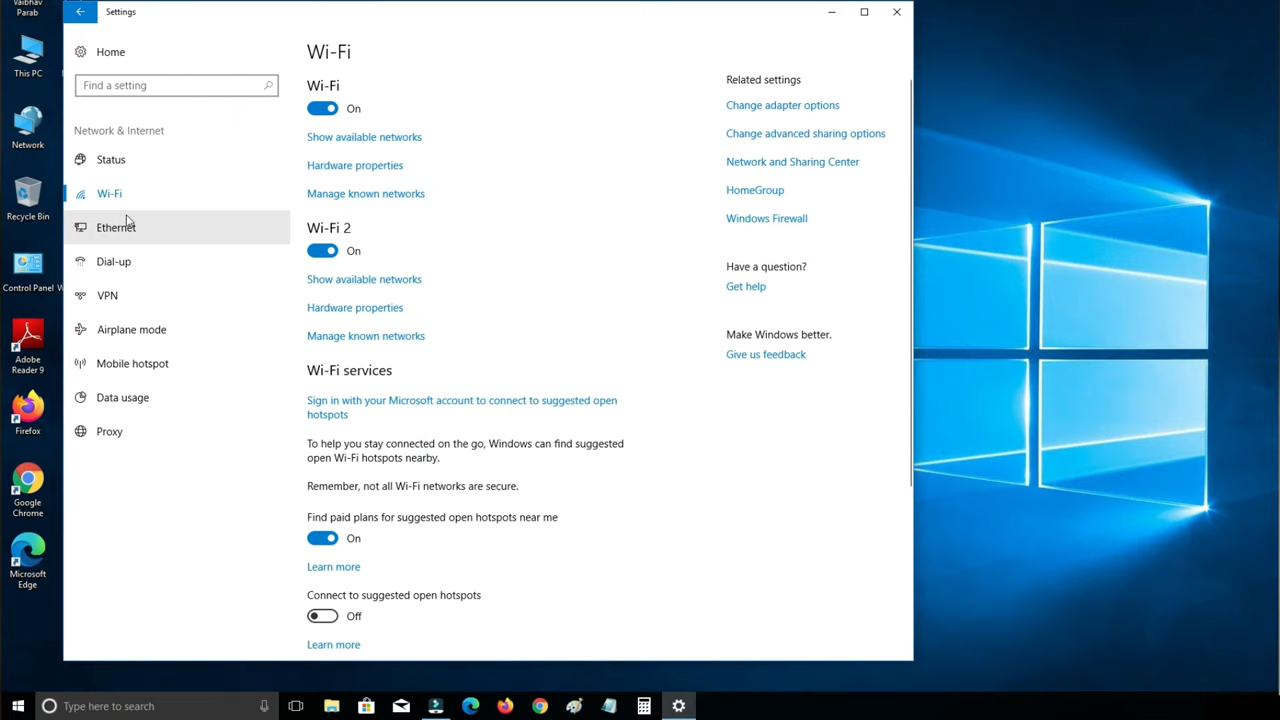 Vaibhav
Parab
This PC
Network
Recycle Bin
Control Panel
Adobe
Reader 9
Firefox
Google
Chrome
Microsoft
Edge
Settings
Home
Find a setting
Network & Internet
Status
Wi-Fi
Ethernet
Dial-up
VPN
Airplane mode
Mobile hotspot
Data usage
Proxy
Wi-Fi
Wi-Fi
On
Show available networks
Hardware properties
Manage known networks
Wi-Fi 2
On
Show available networks
Hardware properties
Manage known networks
Wi-Fi services
Sign in with your Microsoft account to connect to suggested open
hotspots
To help you stay connected on the go, Windows can find suggested
open Wi-Fi hotspots nearby.
Remember, not all Wi-Fi networks are secure.
Find paid plans for suggested open hotspots near me
On
Learn more
Connect to suggested open hotspots
Off
Learn more
Related settings
Change adapter options
Change advanced sharing options
Network and Sharing Center
HomeGroup
Windows Firewall
Have a question?
Get help
Make Windows better.
Give us feedback
Type here to search